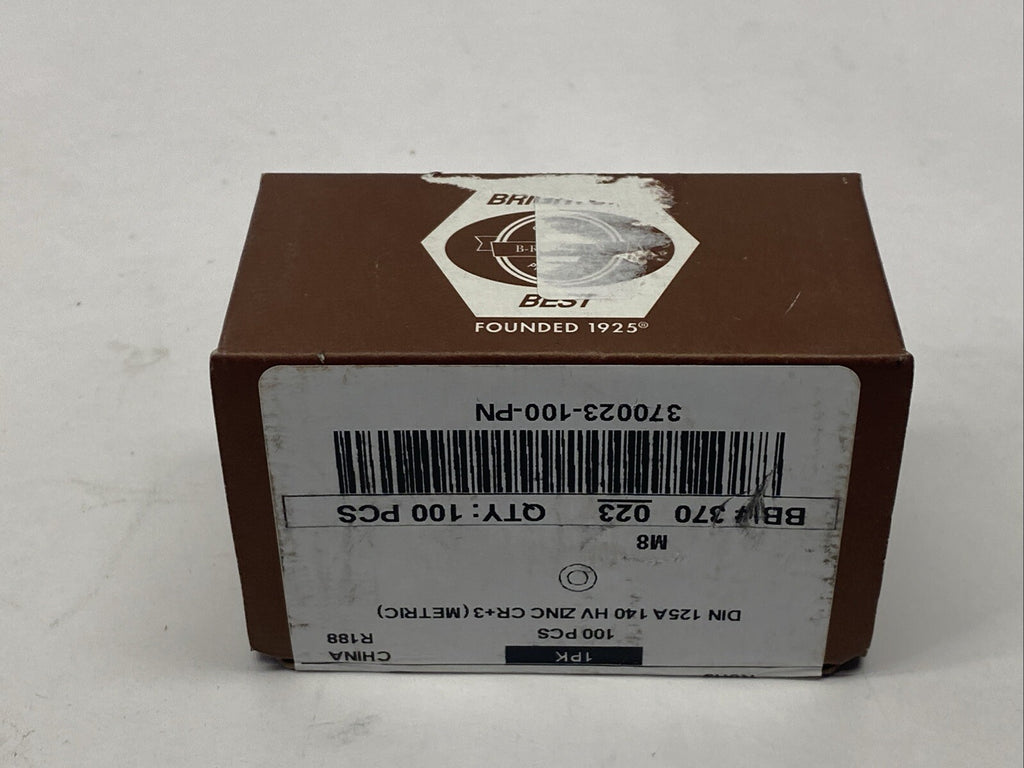 BEST
FOUNDED 1925®
CHINA
R188
1PK
100 PCS
DIN 125A 140 HV ZINC CR+3 (METRIC)
M8
BBI# 370 023 QTY: 100 PCS
370023-100-PN